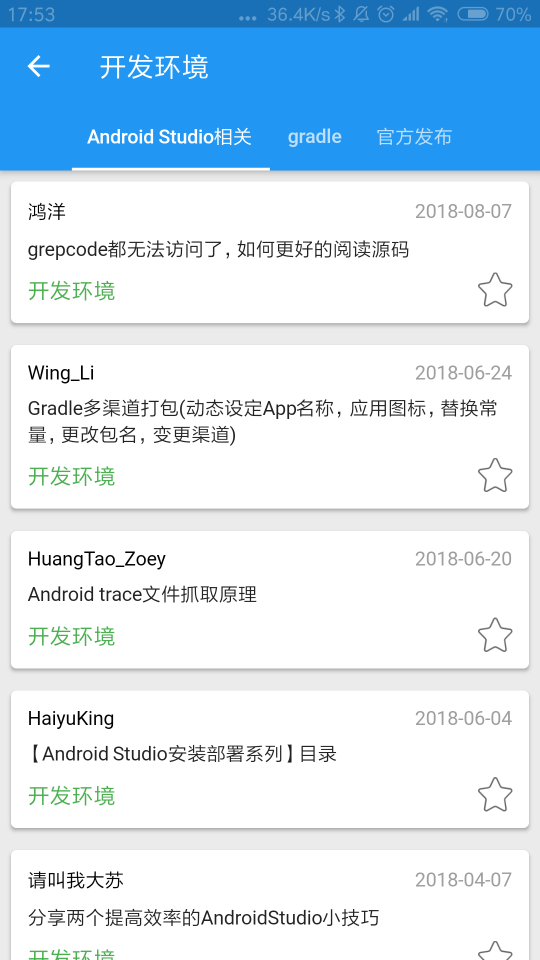 17:53
... 36.4K/s 70%
开发环境
Android Studio相关 gradle 官方发布
鸿洋 2018-08-07
grepcode都无法访问了,如何更好的阅读源码
开发环境
Wing_Li 2018-06-24
Gradle多渠道打包(动态设定App名称,应用图标,替换常
量,更改包名,变更渠道)
开发环境
HuangTao_Zoey 2018-06-20
Android trace文件抓取原理
开发环境
HaiyuKing 2018-06-04
【Android Studio安装部署系列】目录
开发环境
请叫我大苏 2018-04-07
分享两个提高效率的AndroidStudio小技巧
开发环境